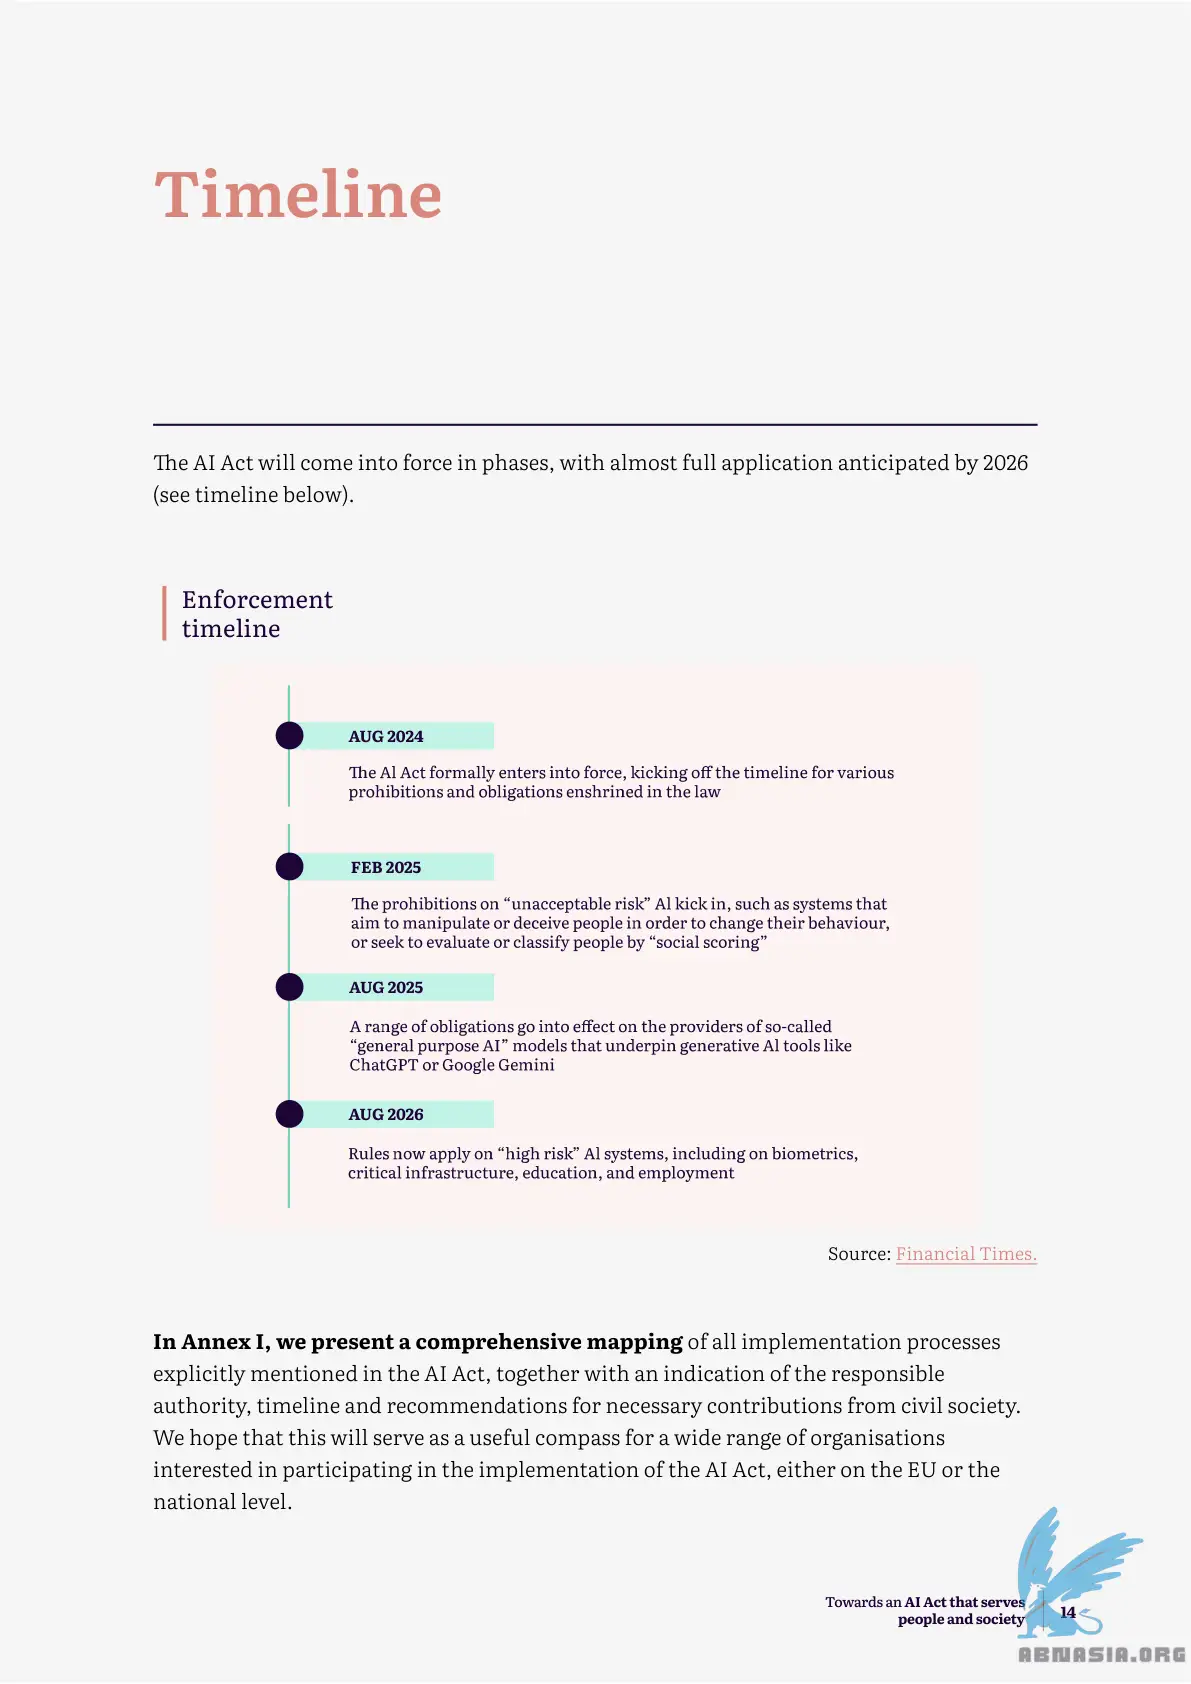 Timeline
The AI Act will come into force in phases, with almost full application anticipated by 2026
(see timeline below).
Enforcement
timeline
AUG 2024
The Al Act formally enters into force, kicking off the timeline for various
prohibitions and obligations enshrined in the law
FEB 2025
The prohibitions on “unacceptable risk” Al kick in, such as systems that
aim to manipulate or deceive people in order to change their behaviour,
or seek to evaluate or classify people by “social scoring”
AUG 2025
A range of obligations go into effect on the providers of so-called
“general purpose AI” models that underpin generative Al tools like
ChatGPT or Google Gemini
AUG 2026
Rules now apply on “high risk” Al systems, including on biometrics,
critical infrastructure, education, and employment
Source: Financial Times.
In Annex I, we present a comprehensive mapping of all implementation processes
explicitly mentioned in the AI Act, together with an indication of the responsible
authority, timeline and recommendations for necessary contributions from civil society.
We hope that this will serve as a useful compass for a wide range of organisations
interested in participating in the implementation of the AI Act, either on the EU or the
national level.
Towards an AI Act that serves
people and society
14
ABNASIA.ORG